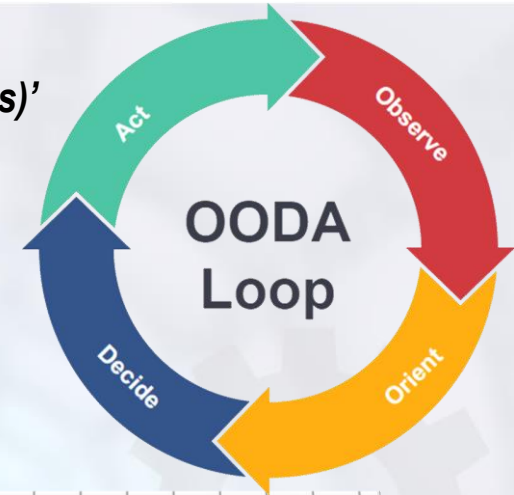 s)’
Act
Observe
OODA
Loop
Decide
Orient